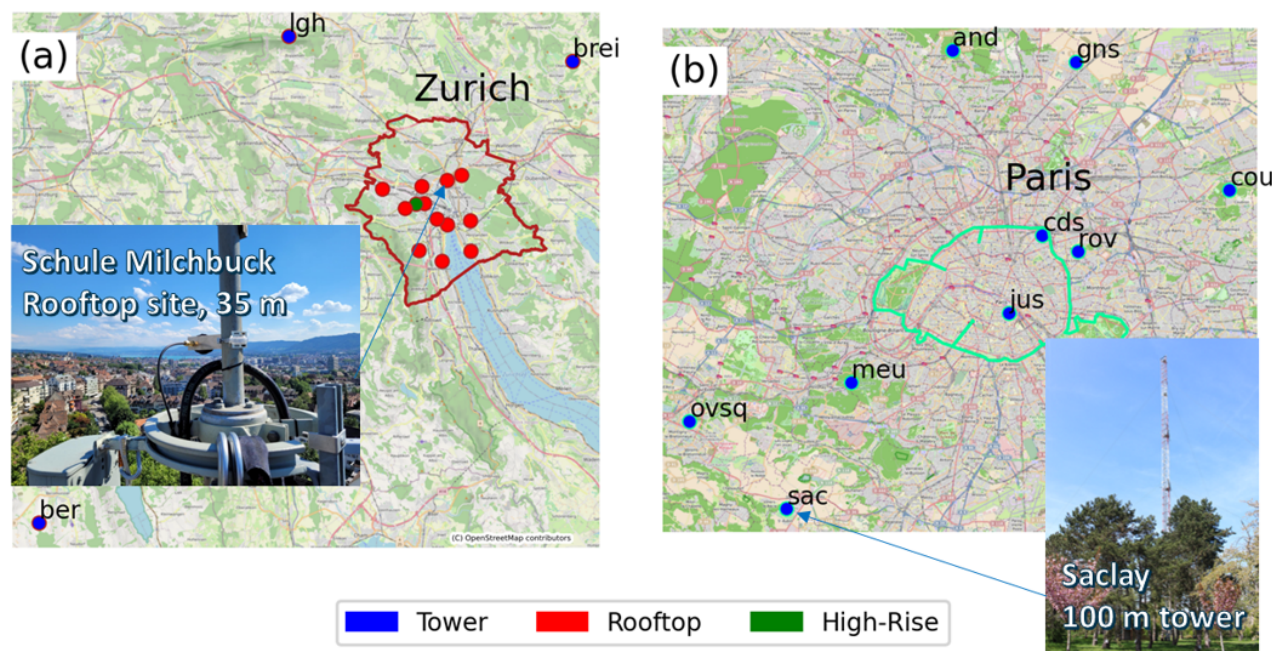 (a)
lgh
brei
Zurich
Schule Milchbuck
Rooftop site, 35 m
ber
(C) OpenStreetMap contributors
(b)
and
gns
Paris
cou
cds
rov
jus
meu
ovsq
sac
Saclay
100 m tower
Tower
Rooftop
High-Rise